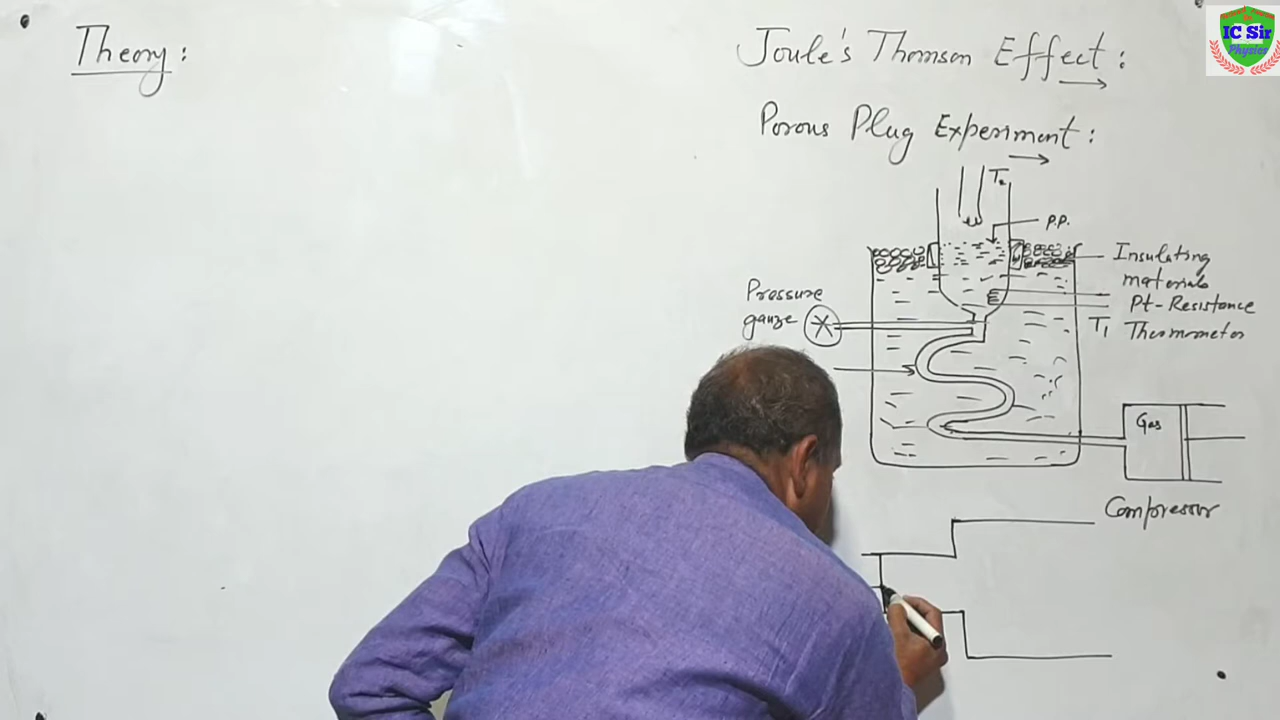 Theory:
Joule's Thomson Effect:
IC Sir
Physics
Porous Plug Experiment:
T₂
P.P.
Insulating
materials
Pressure
gauze
Pt-Resistance
T₁ Thermometer
Gas
Compressor